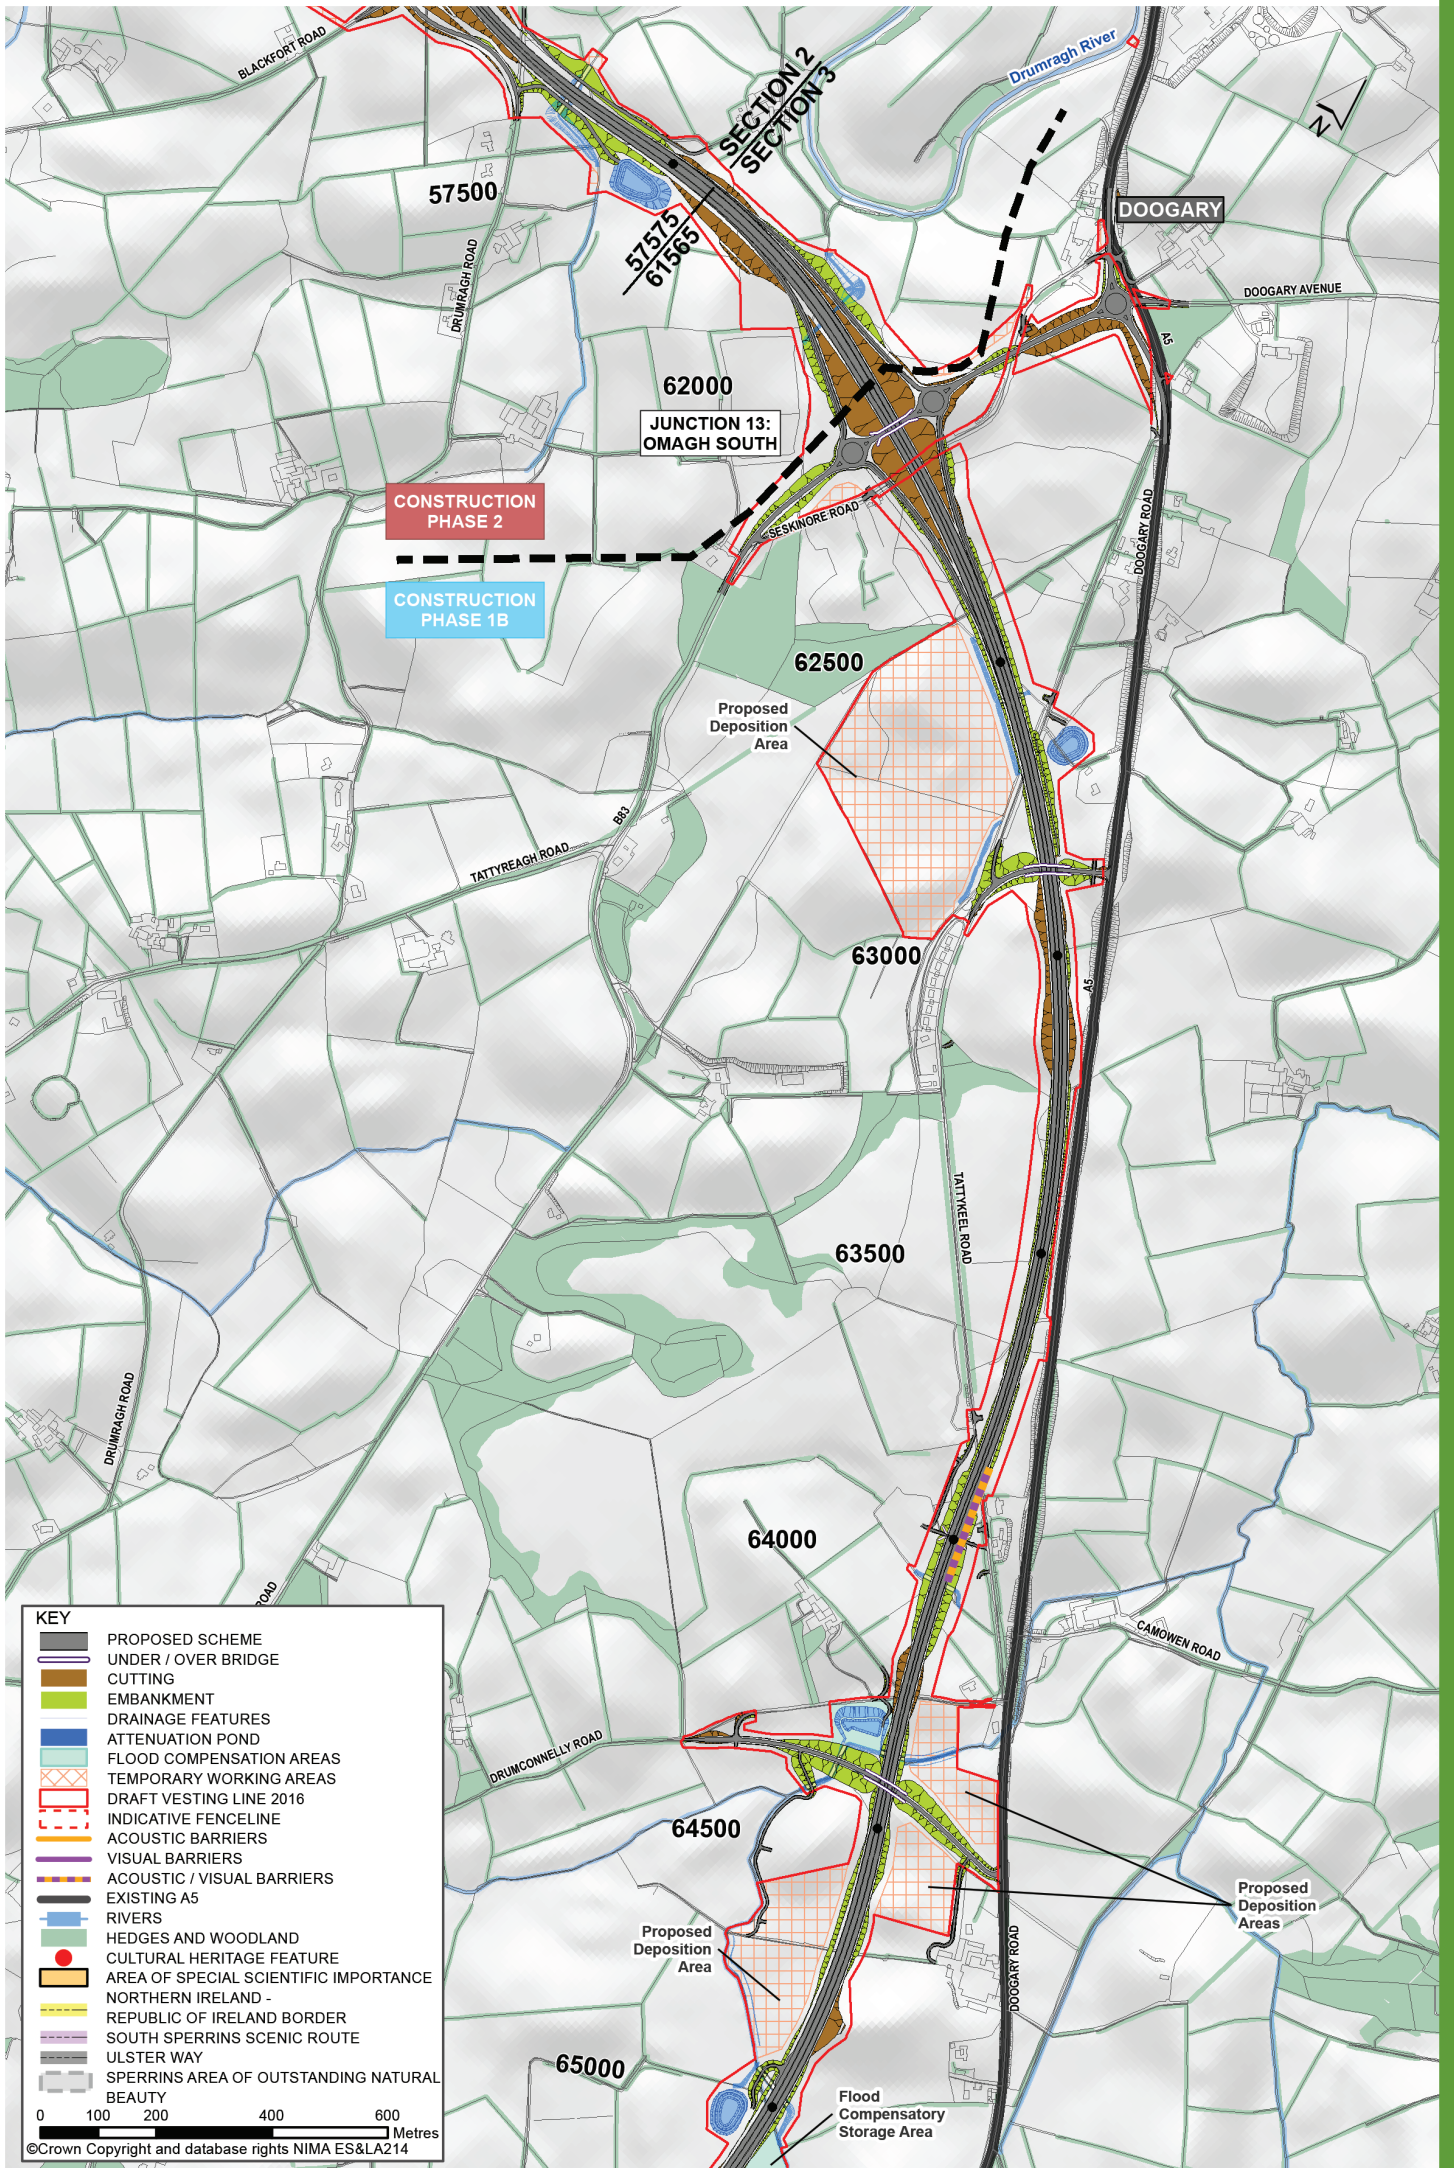 BLACKFORT ROAD
Drumragh River
SECTION 2
SECTION 3
N
57500
DOOGARY
57575
61565
DRUMRAGH ROAD
DOOGARY AVENUE
A5
62000
JUNCTION 13:
OMAGH SOUTH
CONSTRUCTION
PHASE 2
SESKINORE ROAD
DOOGARY ROAD
CONSTRUCTION
PHASE 1B
62500
Proposed
Deposition
Area
B83
TATTYREAGH ROAD
63000
A5
TATTYKEEL ROAD
63500
DRUMRAGH ROAD
64000
ROAD
CAMOWEN ROAD
DRUMCONNELLY ROAD
64500
Proposed
Deposition
Areas
Proposed
Deposition
Area
DOOGARY ROAD
65000
Flood
Compensatory
Storage Area
KEY
PROPOSED SCHEME
UNDER / OVER BRIDGE
CUTTING
EMBANKMENT
DRAINAGE FEATURES
ATTENUATION POND
FLOOD COMPENSATION AREAS
TEMPORARY WORKING AREAS
DRAFT VESTING LINE 2016
INDICATIVE FENCELINE
ACOUSTIC BARRIERS
VISUAL BARRIERS
ACOUSTIC / VISUAL BARRIERS
EXISTING A5
RIVERS
HEDGES AND WOODLAND
CULTURAL HERITAGE FEATURE
AREA OF SPECIAL SCIENTIFIC IMPORTANCE
NORTHERN IRELAND -
REPUBLIC OF IRELAND BORDER
SOUTH SPERRINS SCENIC ROUTE
ULSTER WAY
SPERRINS AREA OF OUTSTANDING NATURAL
BEAUTY
0 100 200 400 600
Metres
©Crown Copyright and database rights NIMA ES&LA214